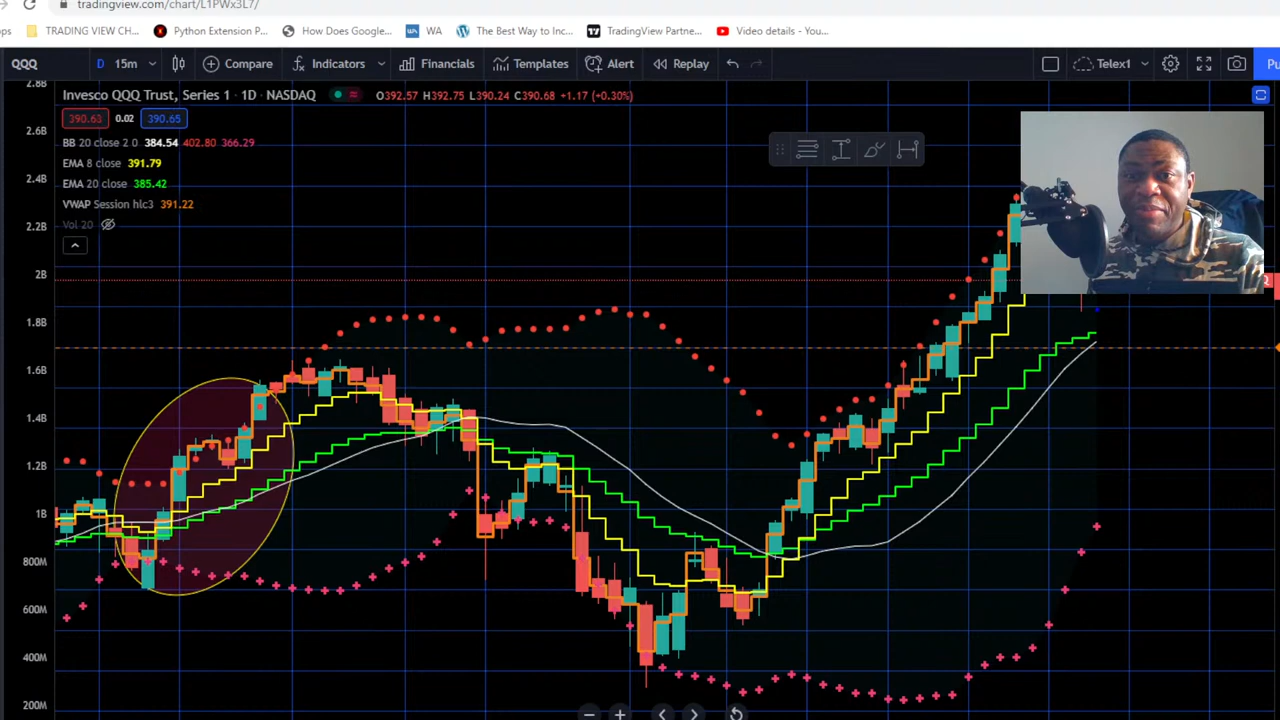 tradingview.com/chart/L1PWx3L7/
ps TRADING VIEW CH... Python Extension P... How Does Google... WA The Best Way to Inc... TradingView Partne... Video details - You...
QQQ D 15m Compare Indicators Financials Templates Alert Replay Telex1 Pu
Invesco QQQ Trust, Series 1 · 1D · NASDAQ O392.57 H392.75 L390.24 C390.68 +1.17 (+0.30%)
390.63 0.02 390.65
BB 20 close 2 0 384.54 402.80 366.29
EMA 8 close 391.79
EMA 20 close 385.42
VWAP Session hlc3 391.22
Vol 20
2.8B
2.6B
2.4B
2.2B
2B
1.8B
1.6B
1.4B
1.2B
1B
800M
600M
400M
200M